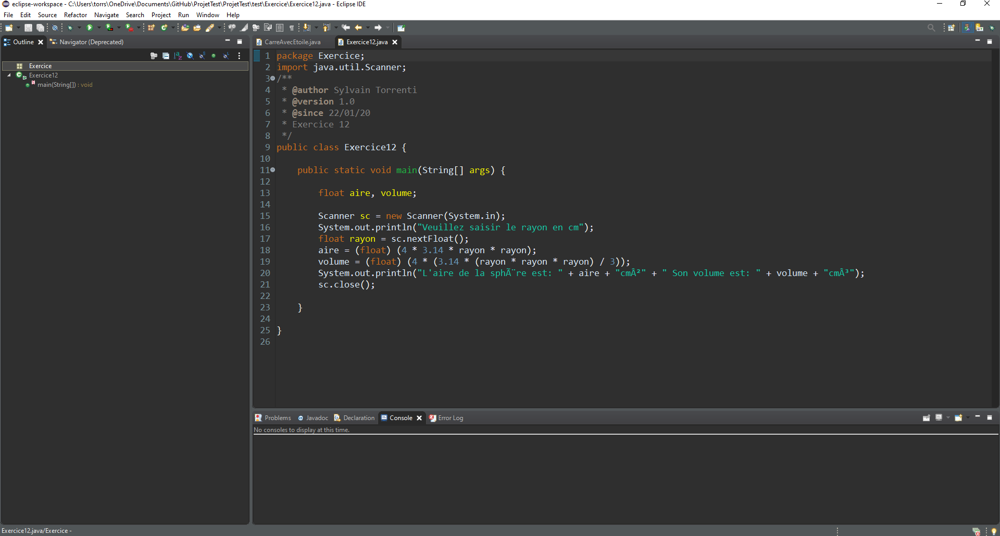 eclipse-workspace - C:\Users\torrs\OneDrive\Documents\GitHub\ProjetTest\ProjetTest\test\Exercice\Exercice12.java - Eclipse IDE
File Edit Source Refactor Navigate Search Project Run Window Help
Outline Navigator (Deprecated)
Exercice
Exercice12
main(String[]) : void
CarreAvecEtoile.java Exercice12.java
1 package Exercice;
2 import java.util.Scanner;
3 /**
4 * @author Sylvain Torrenti
5 * @version 1.0
6 * @since 22/01/20
7 * Exercice 12
8 */
9 public class Exercice12 {
10
11 public static void main(String[] args) {
12
13 float aire, volume;
14
15 Scanner sc = new Scanner(System.in);
16 System.out.println("Veuillez saisir le rayon en cm");
17 float rayon = sc.nextFloat();
18 aire = (float) (4 * 3.14 * rayon * rayon);
19 volume = (float) (4 * (3.14 * (rayon * rayon * rayon) / 3));
20 System.out.println("L'aire de la sphÃ¨re est: " + aire + "cmÂ²" + " Son volume est: " + volume + "cmÂ³");
21 sc.close();
22
23 }
24
25 }
26
Problems Javadoc Declaration Console Error Log
No consoles to display at this time.
Exercice12.java/Exercice -